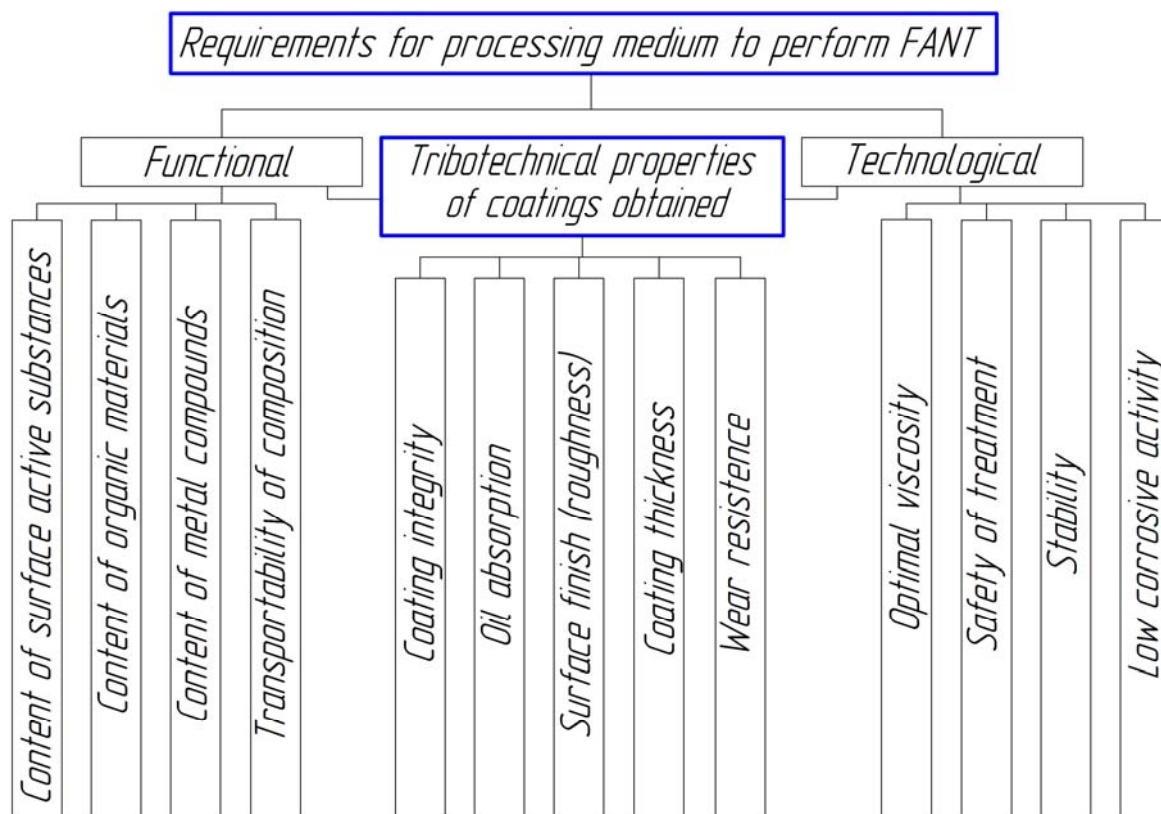 Requirements for processing medium to perform FANT
Functional
Tribotechnical properties
of coatings obtained
Technological
Content of surface active substances
Content of organic materials
Content of metal compounds
Transportability of composition
Coating integrity
Oil absorption
Surface finish (roughness)
Coating thickness
Wear resistence
Optimal viscosity
Safety of treatment
Stability
Low corrosive activity